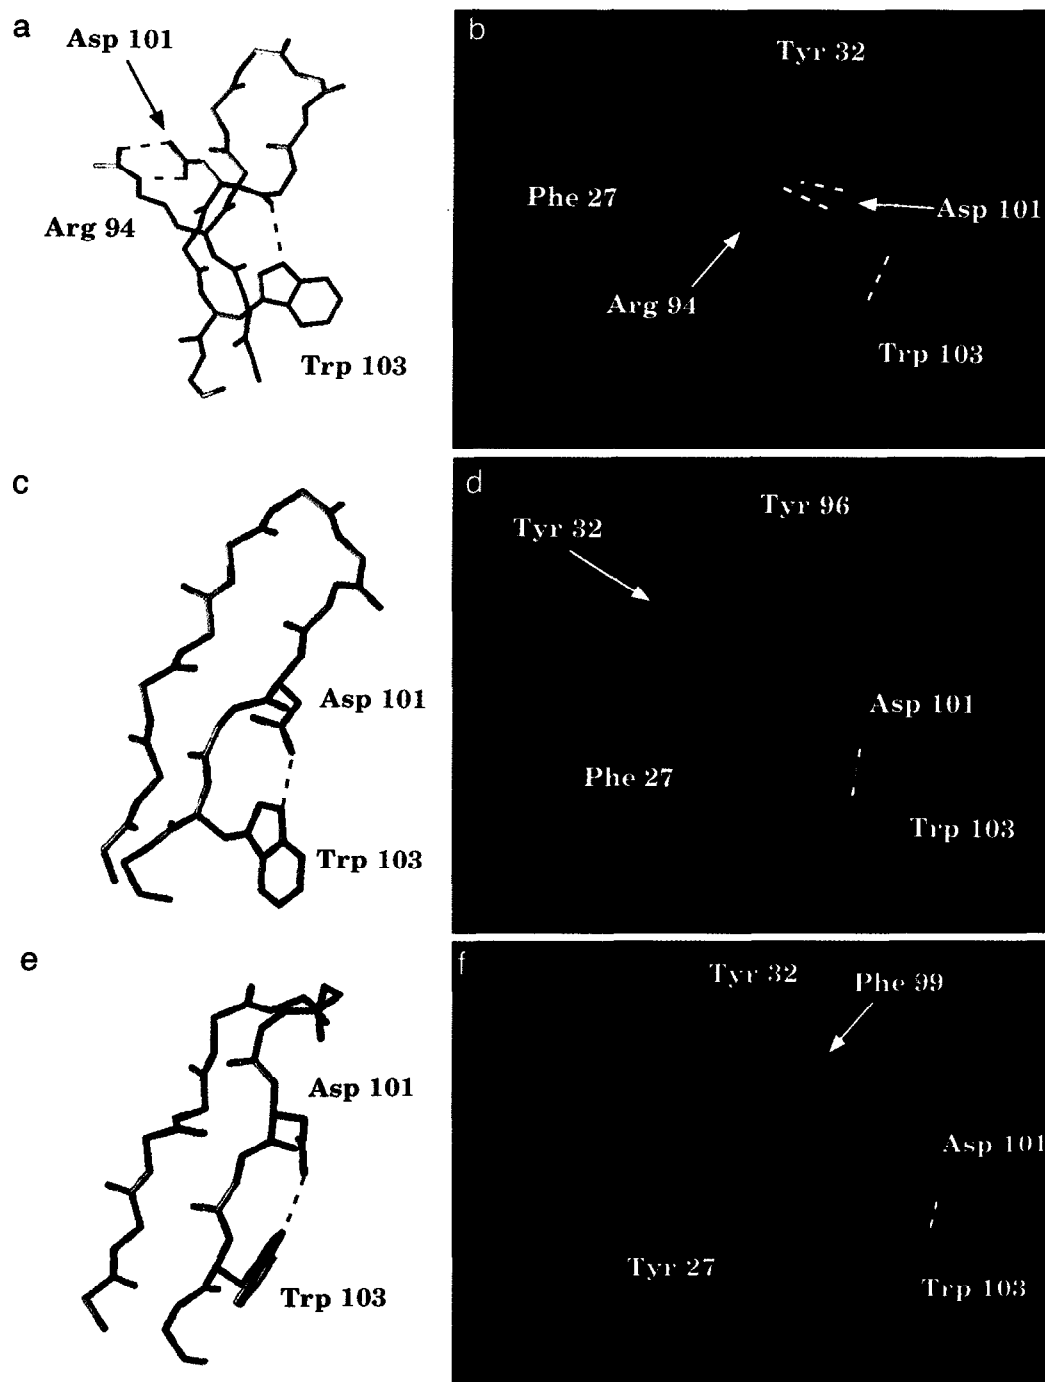 a
Asp 101
Arg 94
Trp 103
b
Tyr 32
Phe 27
Asp 101
Arg 94
Trp 103
c
Asp 101
Trp 103
d
Tyr 96
Tyr 32
Asp 101
Phe 27
Trp 103
e
Asp 101
Trp 103
f
Tyr 32
Phe 99
Asp 101
Tyr 27
Trp 103